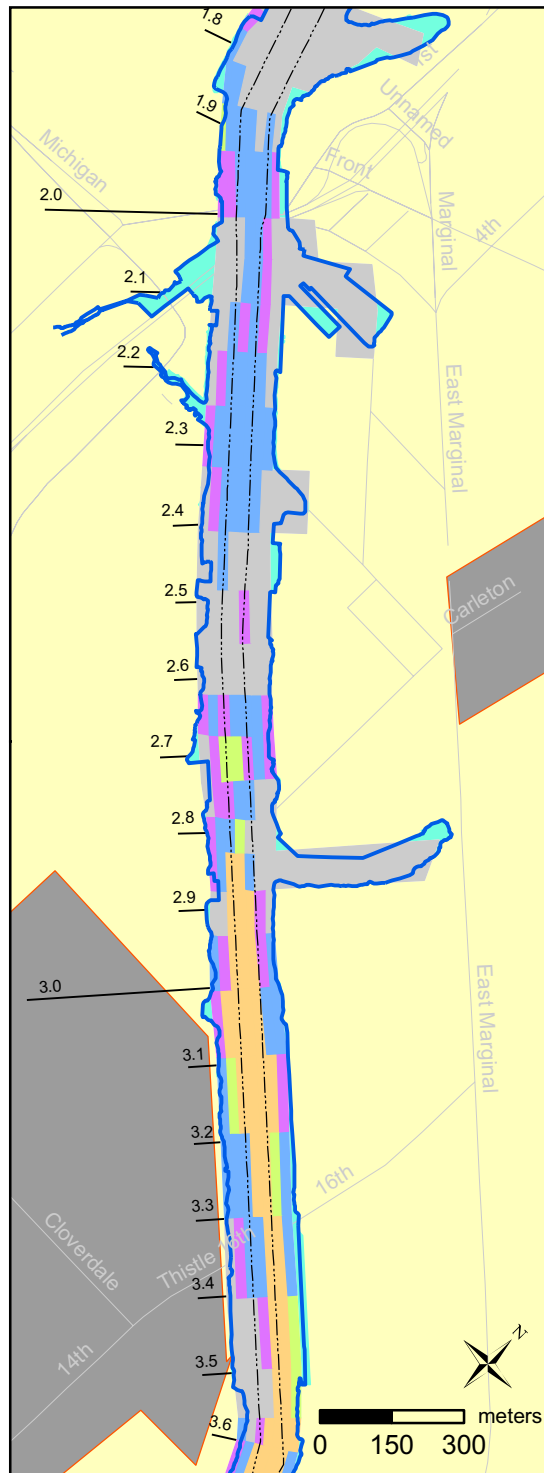 1.8
1st
1.9
Unnamed
Michigan
Front
2.0
Marginal
4th
2.1
2.2
East Marginal
2.3
2.4
2.5
Carleton
2.6
2.7
2.8
2.9
3.0
East Marginal
3.1
3.2
16th
3.3
Cloverdale
Thistle 16th
3.4
14th
3.5
N
3.6
meters
0 150 300